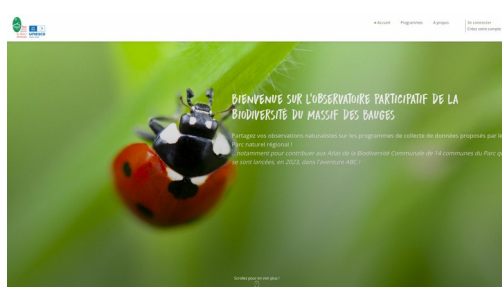 Accueil Programmes A propos Se connecter
Créez votre compte
UNESCO
BIENVENUE SUR L'OBSERVATOIRE PARTICIPATIF DE LA
BIODIVERSITÉ DU MASSIF DES BAUGES
Partagez vos observations naturalistes sur les programmes de collecte de données proposés par le
Parc naturel régional !
notamment pour contribuer aux Atlas de la Biodiversité Communale de 14 communes du Parc qu
se sont lancées, en 2023, dans l'aventure ABC !